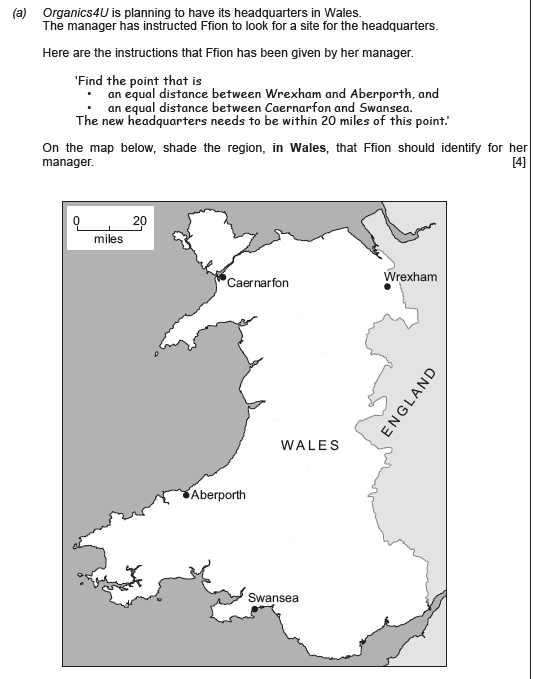 (a) Organics4U is planning to have its headquarters in Wales.
The manager has instructed Ffion to look for a site for the headquarters.
Here are the instructions that Ffion has been given by her manager.
'Find the point that is
• an equal distance between Wrexham and Aberporth, and
• an equal distance between Caernarfon and Swansea.
The new headquarters needs to be within 20 miles of this point.'
On the map below, shade the region, in Wales, that Ffion should identify for her
manager. [4]
0 20
miles
Caernarfon
Wrexham
ENGLAND
WALES
Aberporth
Swansea